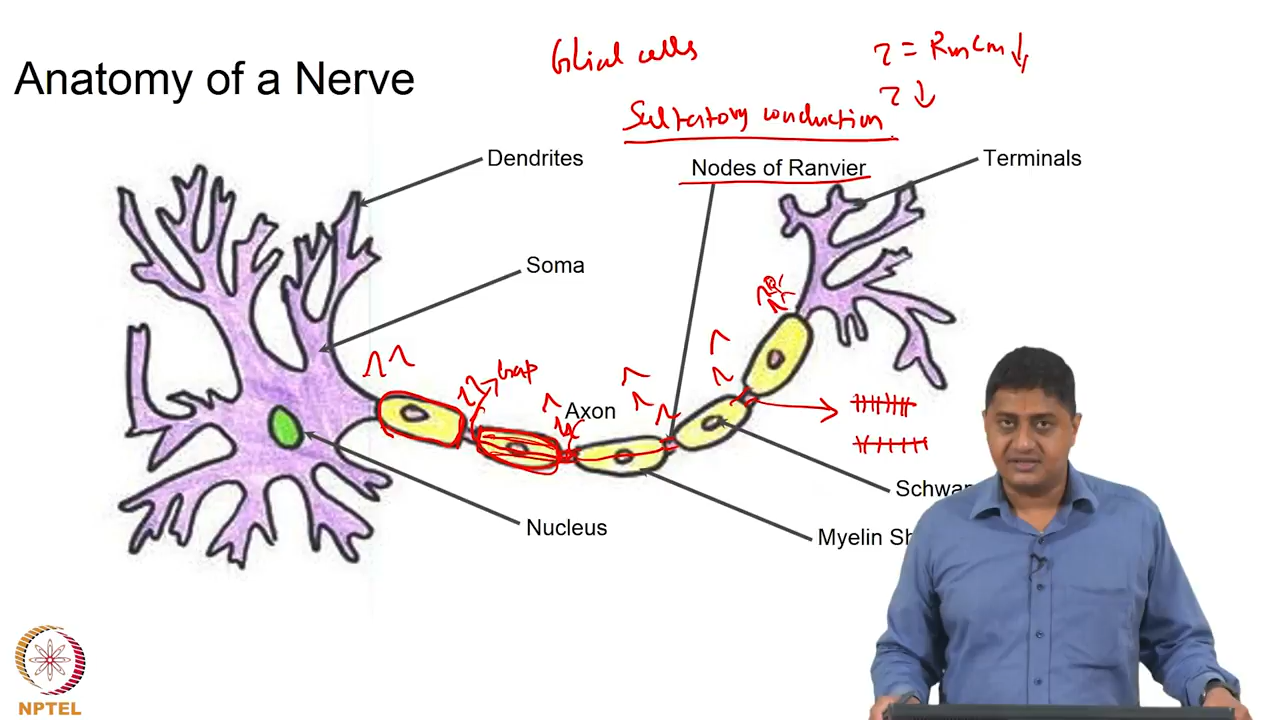 Glial cells
τ = RmCm↓
τ ↓
Anatomy of a Nerve
Saltatory conduction
Dendrites
Nodes of Ranvier
Terminals
Soma
Gap
Axon
Schwan
Nucleus
Myelin Sh
NPTEL